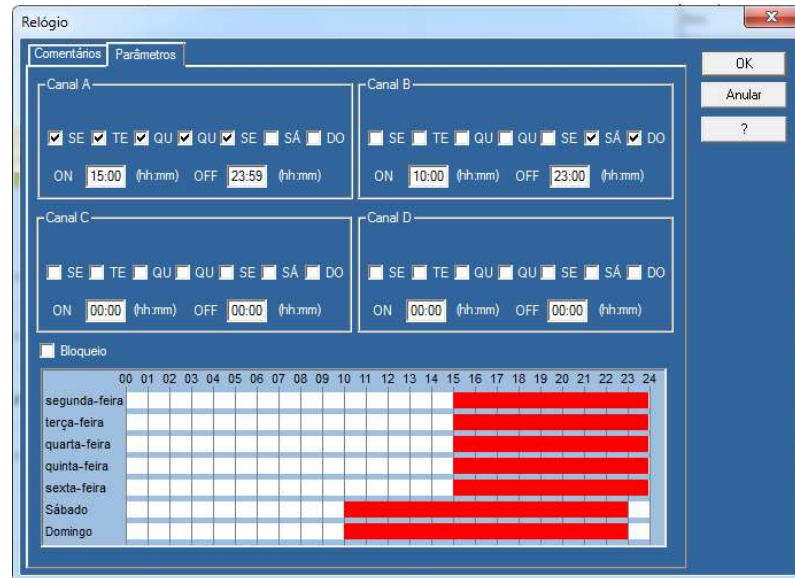 Relógio
Comentários Parâmetros
OK
Anular
?
Canal A
SE TE QU QU SE SÁ DO
ON 15:00 (hh:mm) OFF 23:59 (hh:mm)
Canal B
SE TE QU QU SE SÁ DO
ON 10:00 (hh:mm) OFF 23:00 (hh:mm)
Canal C
SE TE QU QU SE SÁ DO
ON 00:00 (hh:mm) OFF 00:00 (hh:mm)
Canal D
SE TE QU QU SE SÁ DO
ON 00:00 (hh:mm) OFF 00:00 (hh:mm)
Bloqueio
00 01 02 03 04 05 06 07 08 09 10 11 12 13 14 15 16 17 18 19 20 21 22 23 24
segunda-feira
terça-feira
quarta-feira
quinta-feira
sexta-feira
Sábado
Domingo